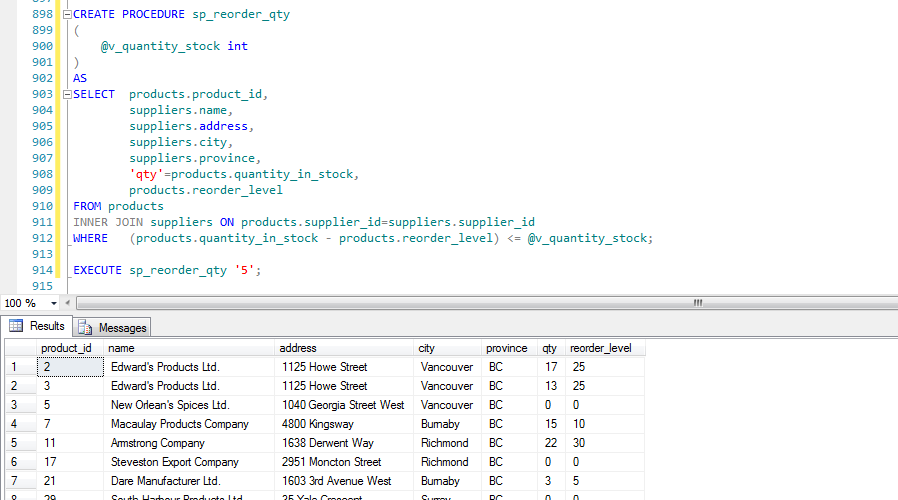 898 CREATE PROCEDURE sp_reorder_qty
899 (
900 @v_quantity_stock int
901 )
902 AS
903 SELECT products.product_id,
904 suppliers.name,
905 suppliers.address,
906 suppliers.city,
907 suppliers.province,
908 'qty'=products.quantity_in_stock,
909 products.reorder_level
910 FROM products
911 INNER JOIN suppliers ON products.supplier_id=suppliers.supplier_id
912 WHERE (products.quantity_in_stock - products.reorder_level) <= @v_quantity_stock;
913
914 EXECUTE sp_reorder_qty '5';
915
100 %
Results Messages
product_id name address city province qty reorder_level
1 2 Edward's Products Ltd. 1125 Howe Street Vancouver BC 17 25
2 3 Edward's Products Ltd. 1125 Howe Street Vancouver BC 13 25
3 5 New Orlean's Spices Ltd. 1040 Georgia Street West Vancouver BC 0 0
4 7 Macaulay Products Company 4800 Kingsway Burnaby BC 15 10
5 11 Armstrong Company 1638 Derwent Way Richmond BC 22 30
6 17 Steveston Export Company 2951 Moncton Street Richmond BC 0 0
7 21 Dare Manufacturer Ltd. 1603 3rd Avenue West Burnaby BC 3 5
8 29 South Harbour Products Ltd. 25 Yale Crescent Surrey BC 0 0